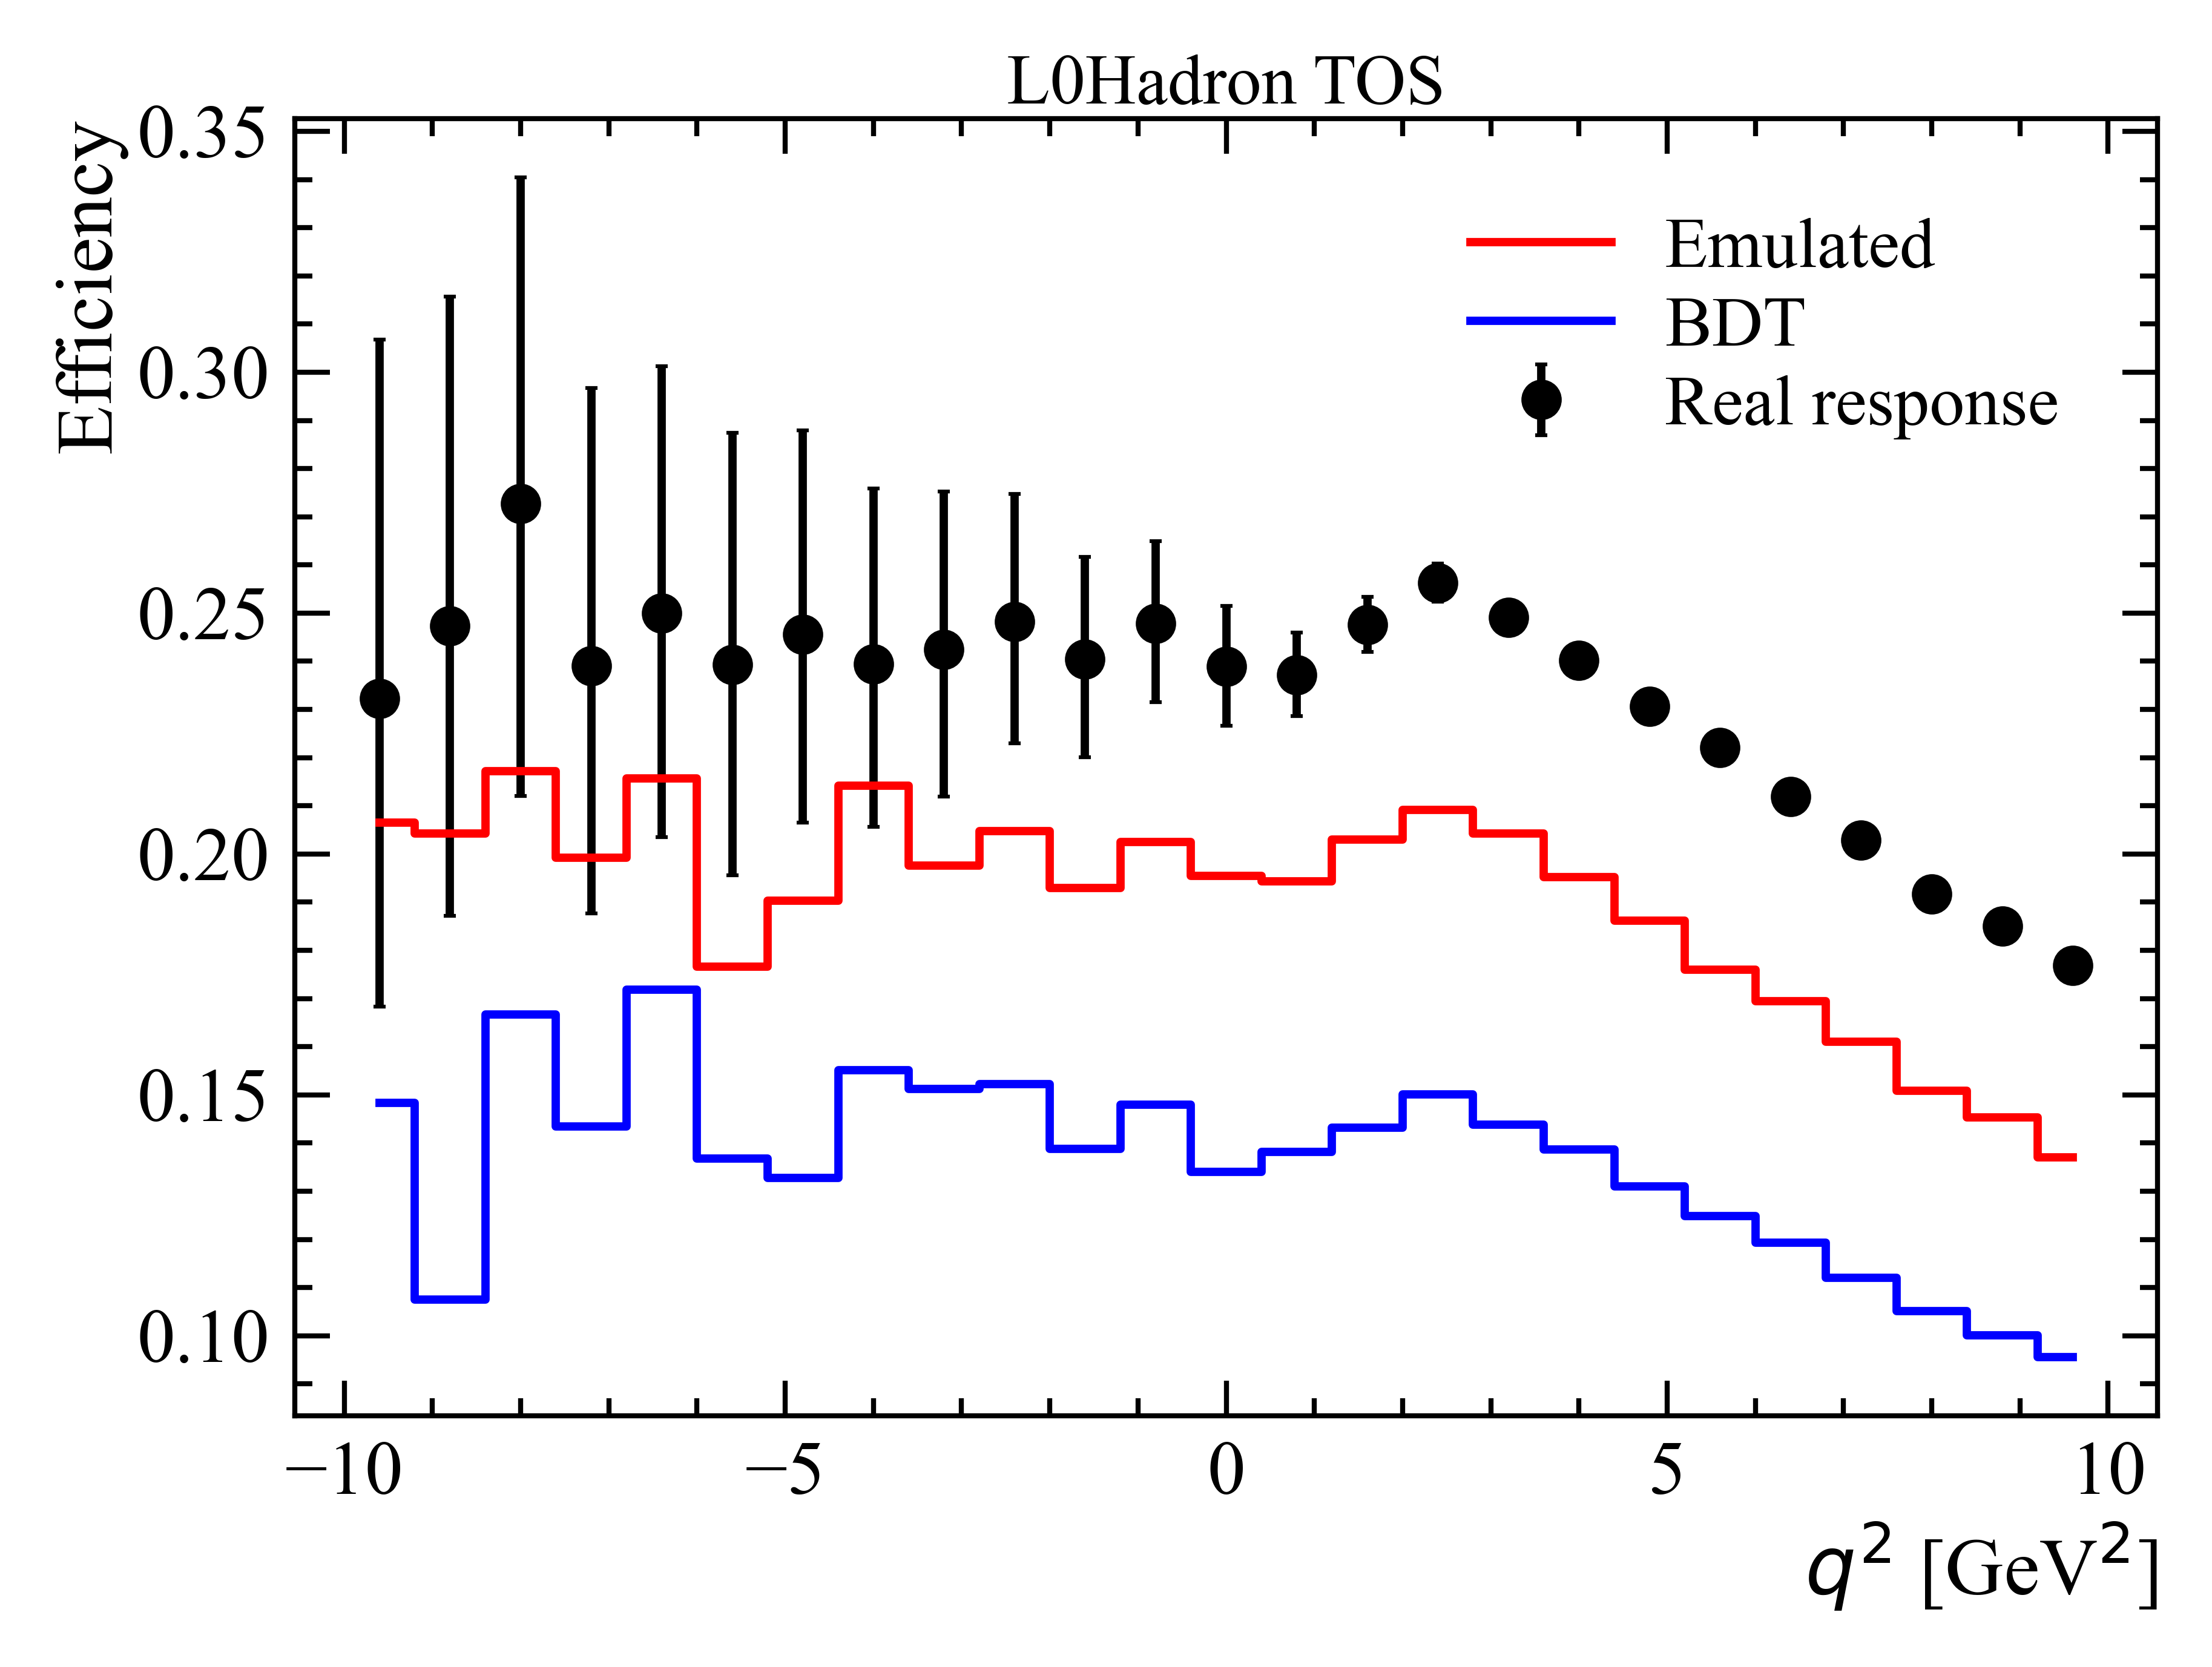 L0Hadron TOS
Efficiency
0.35
0.30
0.25
0.20
0.15
0.10
Emulated
BDT
Real response
−10 −5 0 5 10
q² [GeV²]